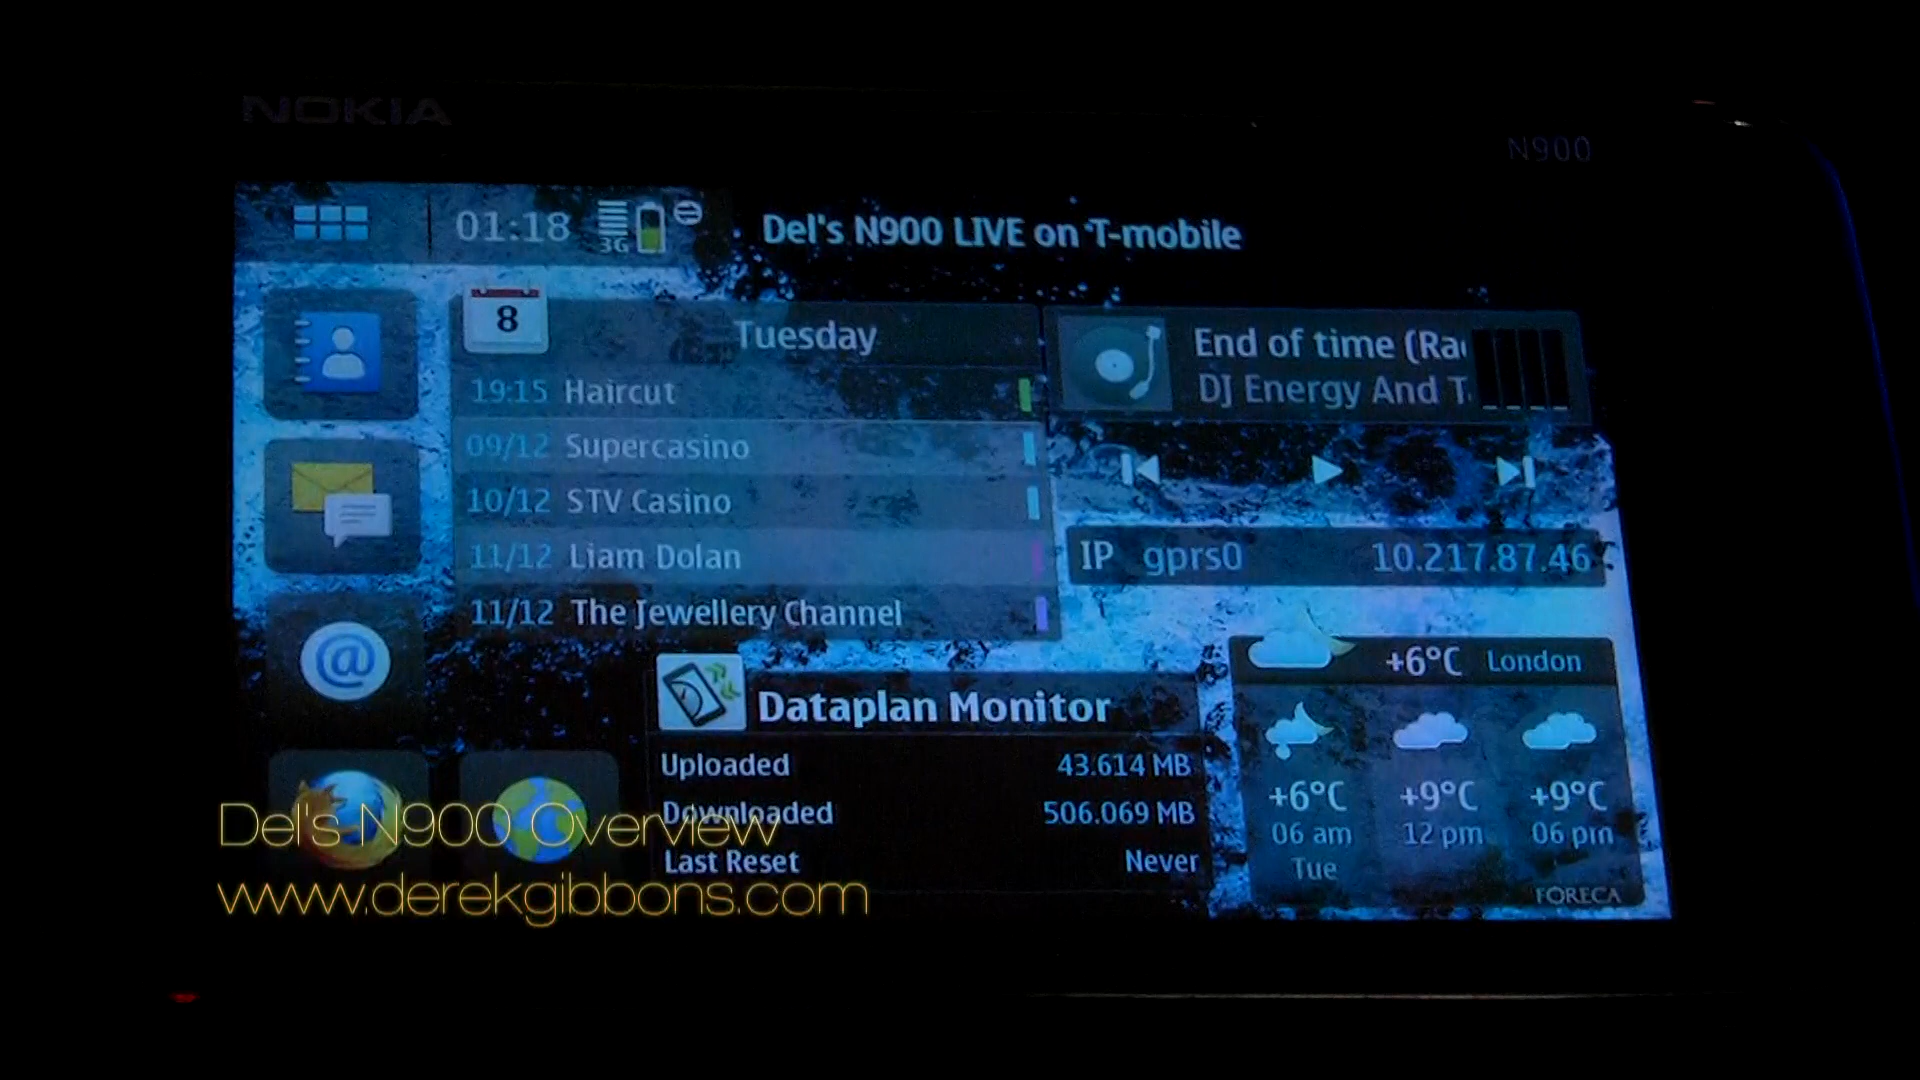 NOKIA
N900
01:18
3G
Del's N900 LIVE on T-mobile
8
Tuesday
19:15 Haircut
09/12 Supercasino
10/12 STV Casino
11/12 Liam Dolan
11/12 The Jewellery Channel
End of time (Ra
DJ Energy And T
IP gprs0 10.217.87.46
@
Dataplan Monitor
Uploaded 43.614 MB
Downloaded 506.069 MB
Last Reset Never
+6°C London
+6°C +9°C +9°C
06 am 12 pm 06 pm
Tue
FORECA
Del's N900 Overview
www.derekgibbons.com